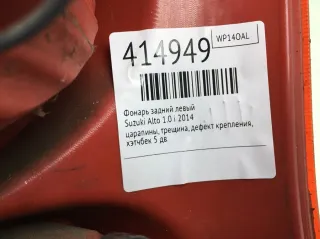 414949
WP14OAL
Фонарь задний левый
Suzuki Alto 1.0 i 2014
царапины, трещина, дефект крепления,
хэтчбек 5 дв.